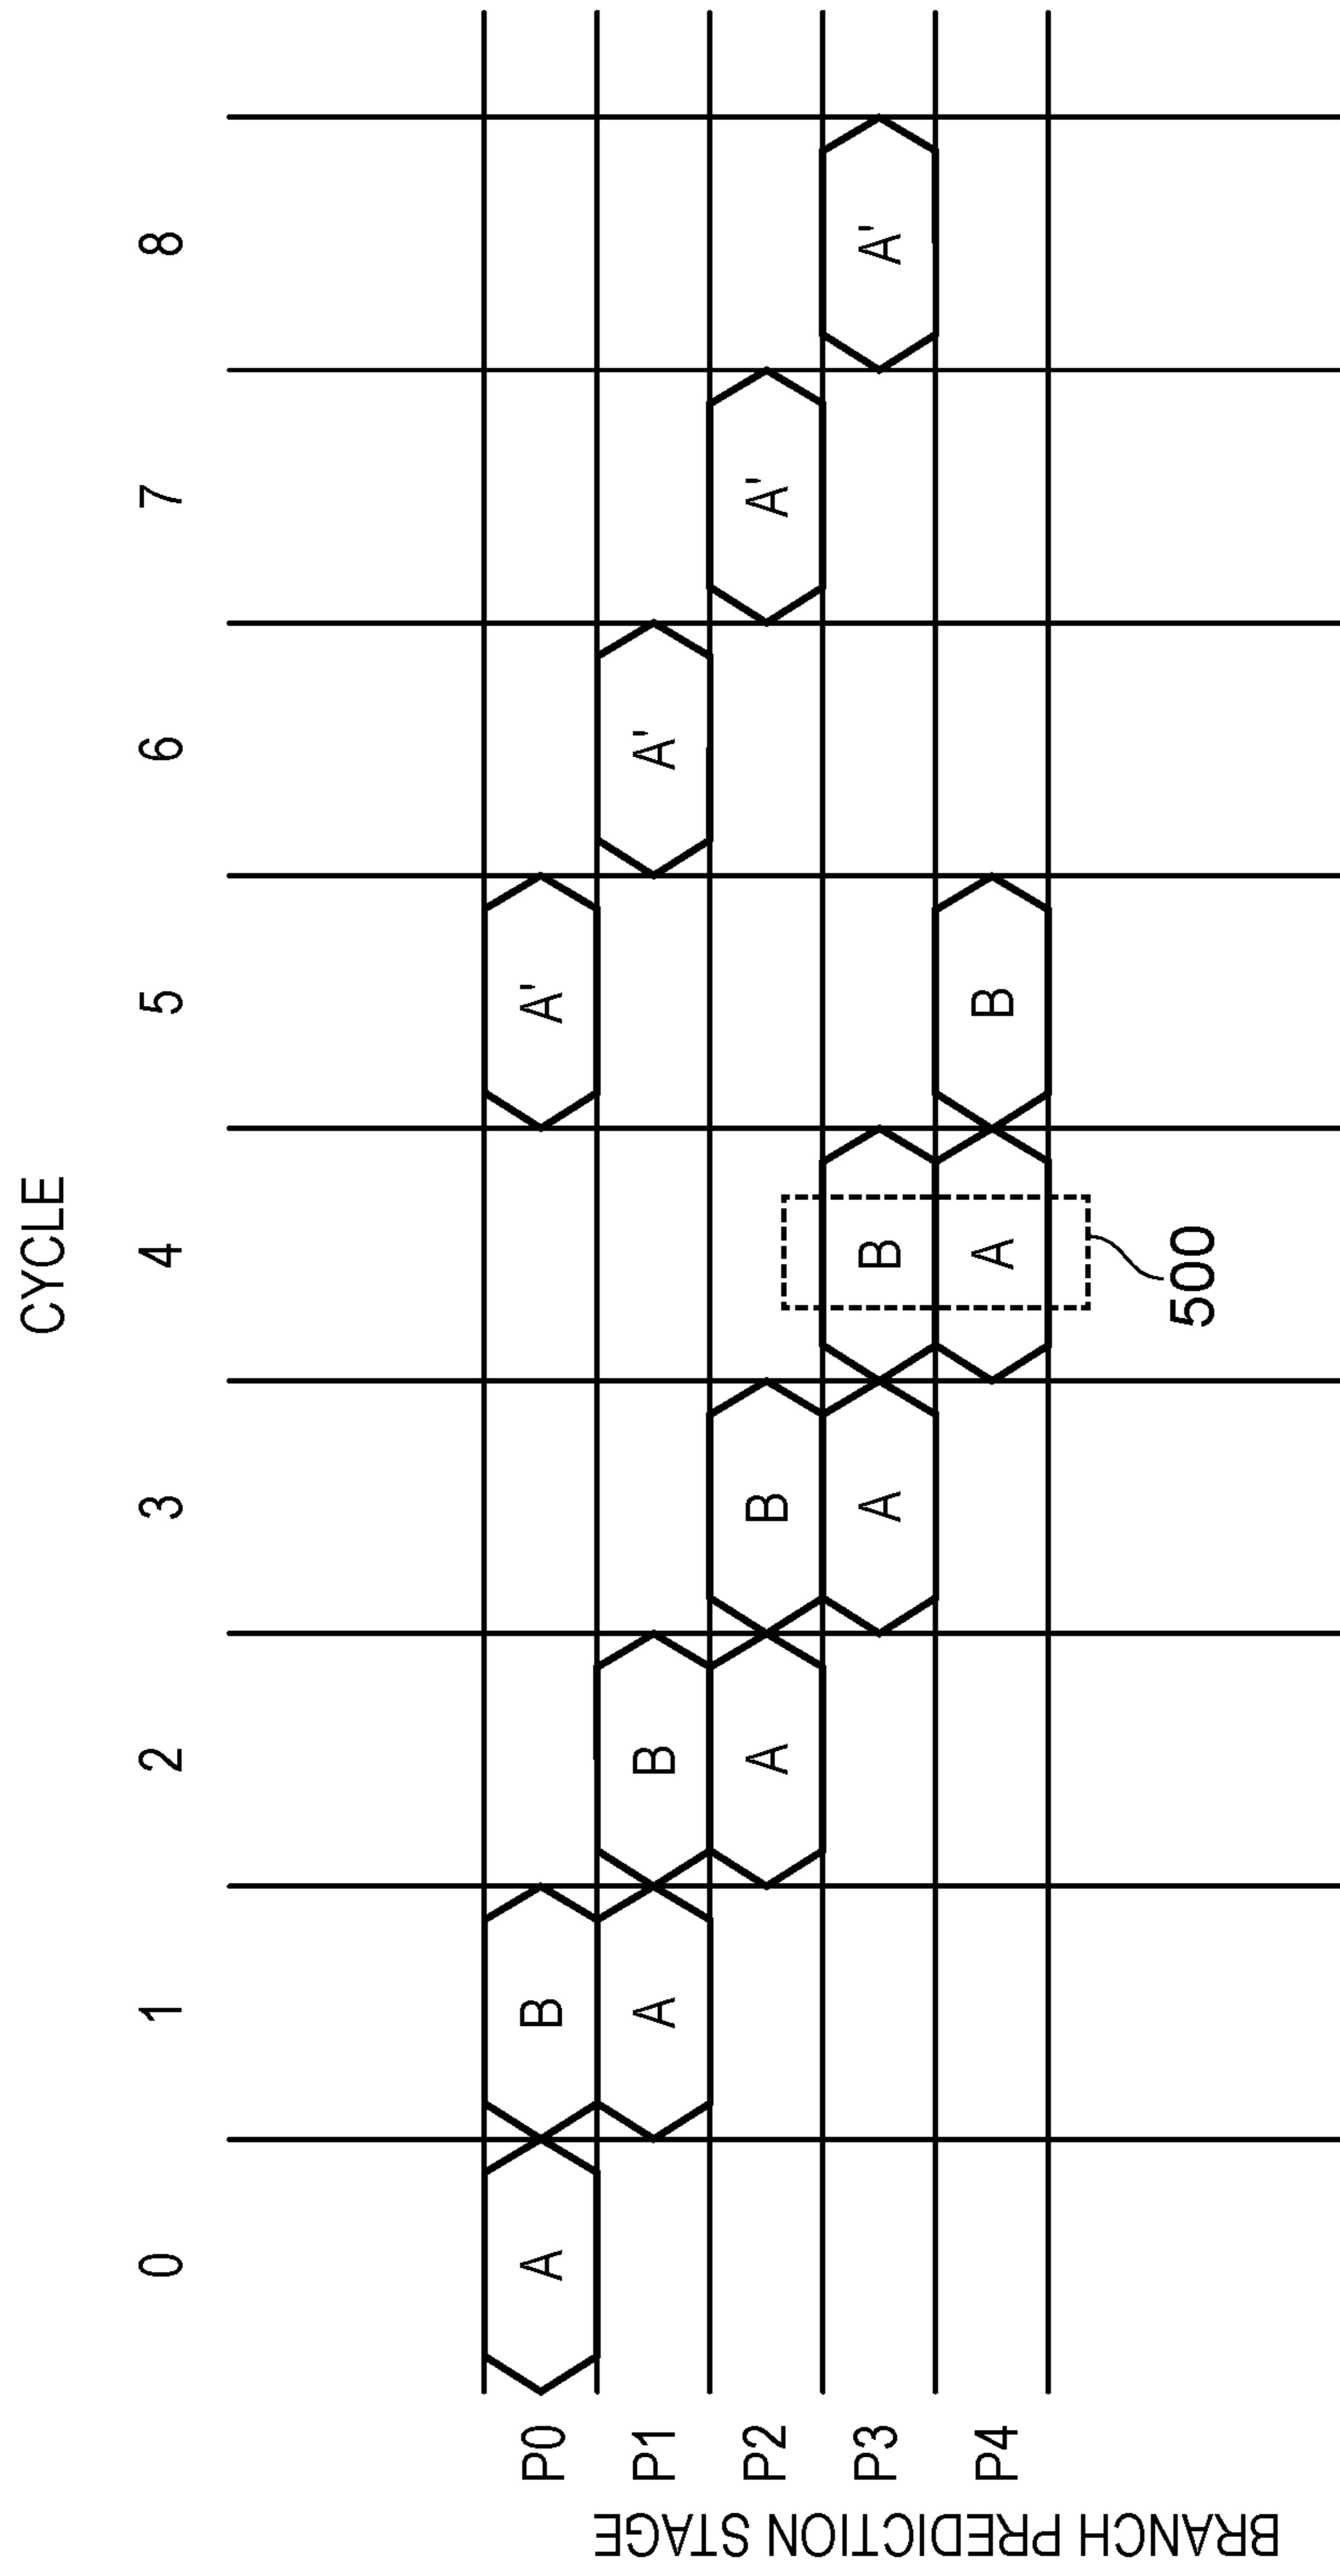 CYCLE
0 1 2 3 4 5 6 7 8
P0 A B A'
P1 A B A'
P2 A B A'
P3 A B A'
P4 A B
500
BRANCH PREDICTION STAGE